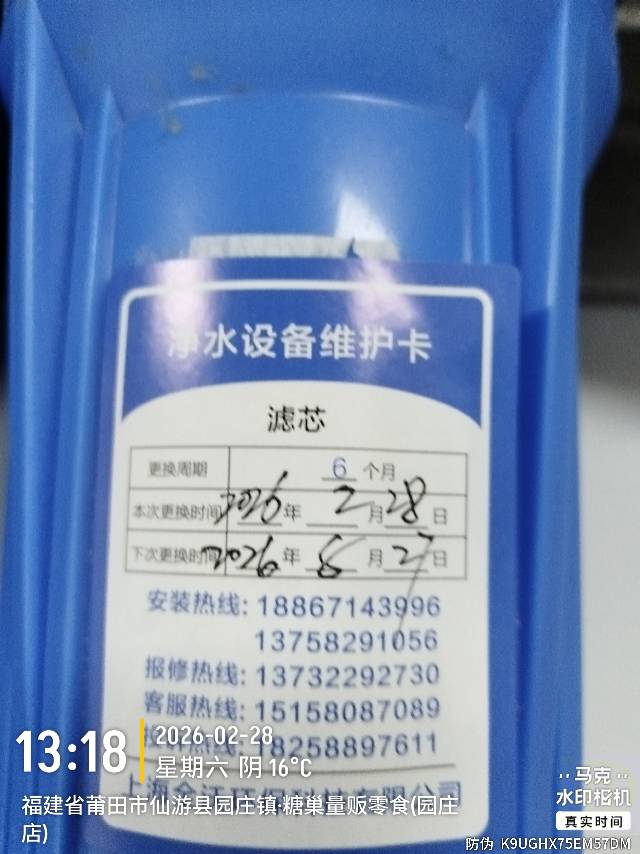 净水设备维护卡
滤芯
更换周期 6 个月
本次更换时间 2026 年 2 月 28 日
下次更换时间 2026 年 8 月 27 日
安装热线: 18867143996
13758291056
报修热线: 13732292730
客服热线: 15158087089
热线: 18258897611
上海
13:18
2026-02-28
星期六 阴 16℃
福建省莆田市仙游县园庄镇·糖巢量贩零食(园庄
店)
马克
水印相机
真实时间
防伪 K9UGHX75EM57DM